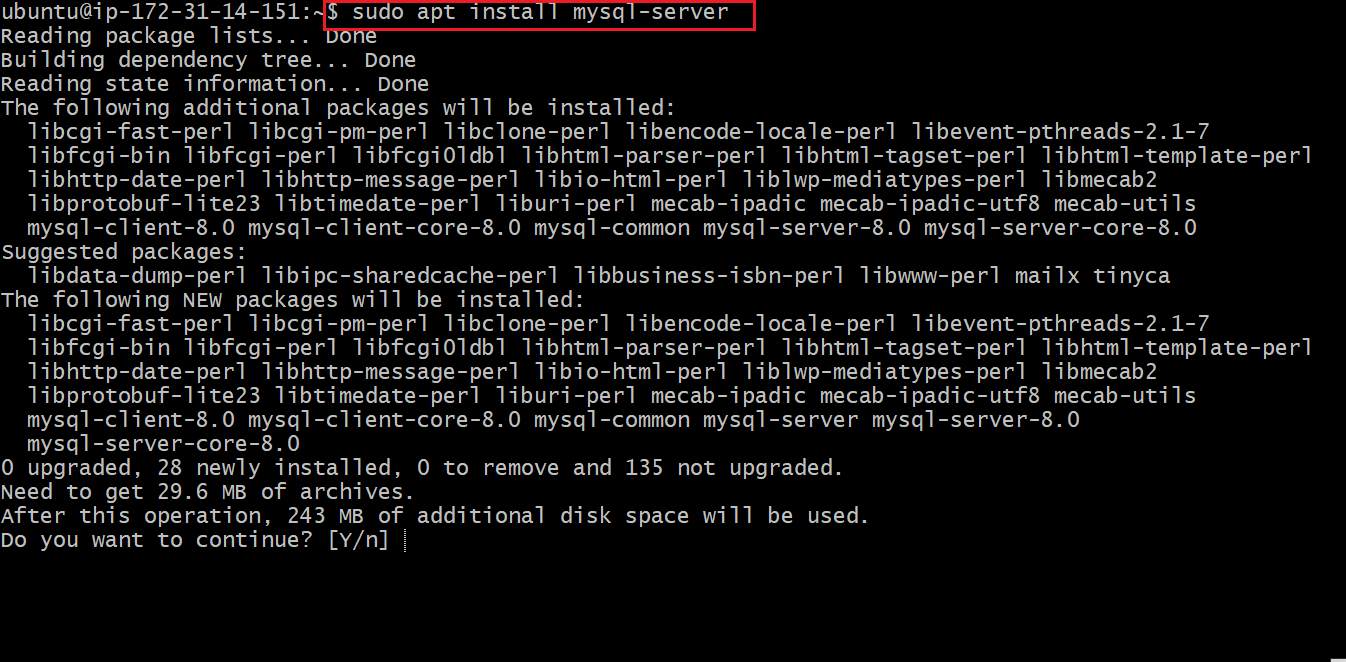 ubuntu@ip-172-31-14-151:~$ sudo apt install mysql-server
Reading package lists... Done
Building dependency tree... Done
Reading state information... Done
The following additional packages will be installed:
  libcgi-fast-perl libcgi-pm-perl libclone-perl libencode-locale-perl libevent-pthreads-2.1-7
  libfcgi-bin libfcgi-perl libfcgi0ldbl libhtml-parser-perl libhtml-tagset-perl libhtml-template-perl
  libhttp-date-perl libhttp-message-perl libio-html-perl liblwp-mediatypes-perl libmecab2
  libprotobuf-lite23 libtimedate-perl liburi-perl mecab-ipadic mecab-ipadic-utf8 mecab-utils
  mysql-client-8.0 mysql-client-core-8.0 mysql-common mysql-server-8.0 mysql-server-core-8.0
Suggested packages:
  libdata-dump-perl libipc-sharedcache-perl libbusiness-isbn-perl libwww-perl mailx tinyca
The following NEW packages will be installed:
  libcgi-fast-perl libcgi-pm-perl libclone-perl libencode-locale-perl libevent-pthreads-2.1-7
  libfcgi-bin libfcgi-perl libfcgi0ldbl libhtml-parser-perl libhtml-tagset-perl libhtml-template-perl
  libhttp-date-perl libhttp-message-perl libio-html-perl liblwp-mediatypes-perl libmecab2
  libprotobuf-lite23 libtimedate-perl liburi-perl mecab-ipadic mecab-ipadic-utf8 mecab-utils
  mysql-client-8.0 mysql-client-core-8.0 mysql-common mysql-server mysql-server-8.0
  mysql-server-core-8.0
0 upgraded, 28 newly installed, 0 to remove and 135 not upgraded.
Need to get 29.6 MB of archives.
After this operation, 243 MB of additional disk space will be used.
Do you want to continue? [Y/n]